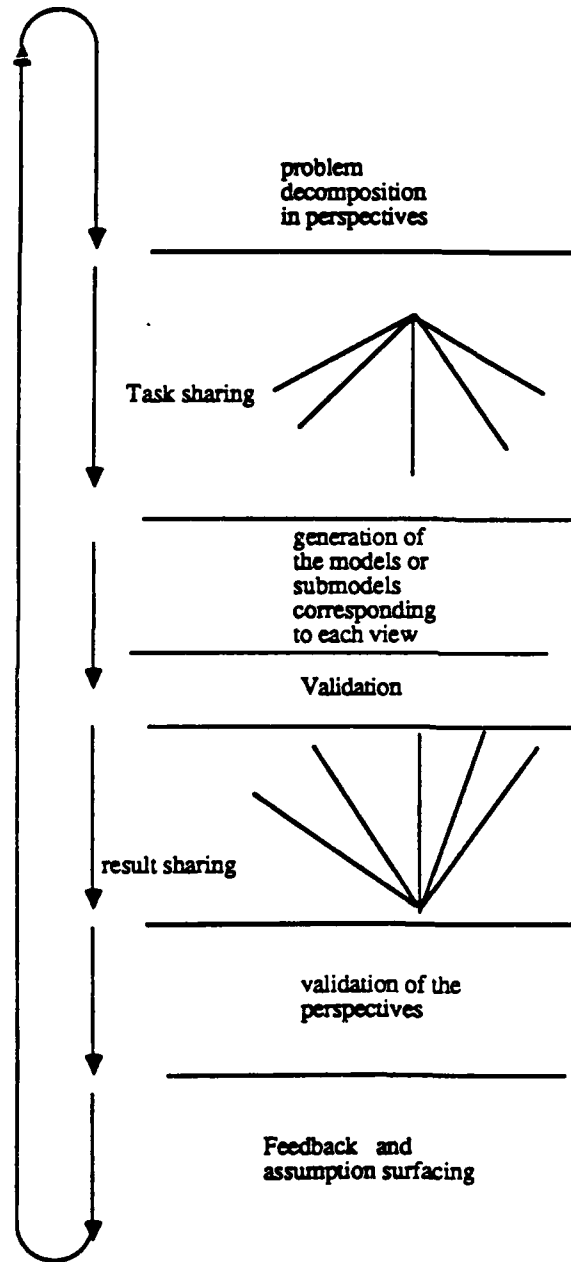 problem
decomposition
in perspectives
Task sharing
generation of
the models or
submodels
corresponding
to each view
Validation
result sharing
validation of the
perspectives
Feedback and
assumption surfacing